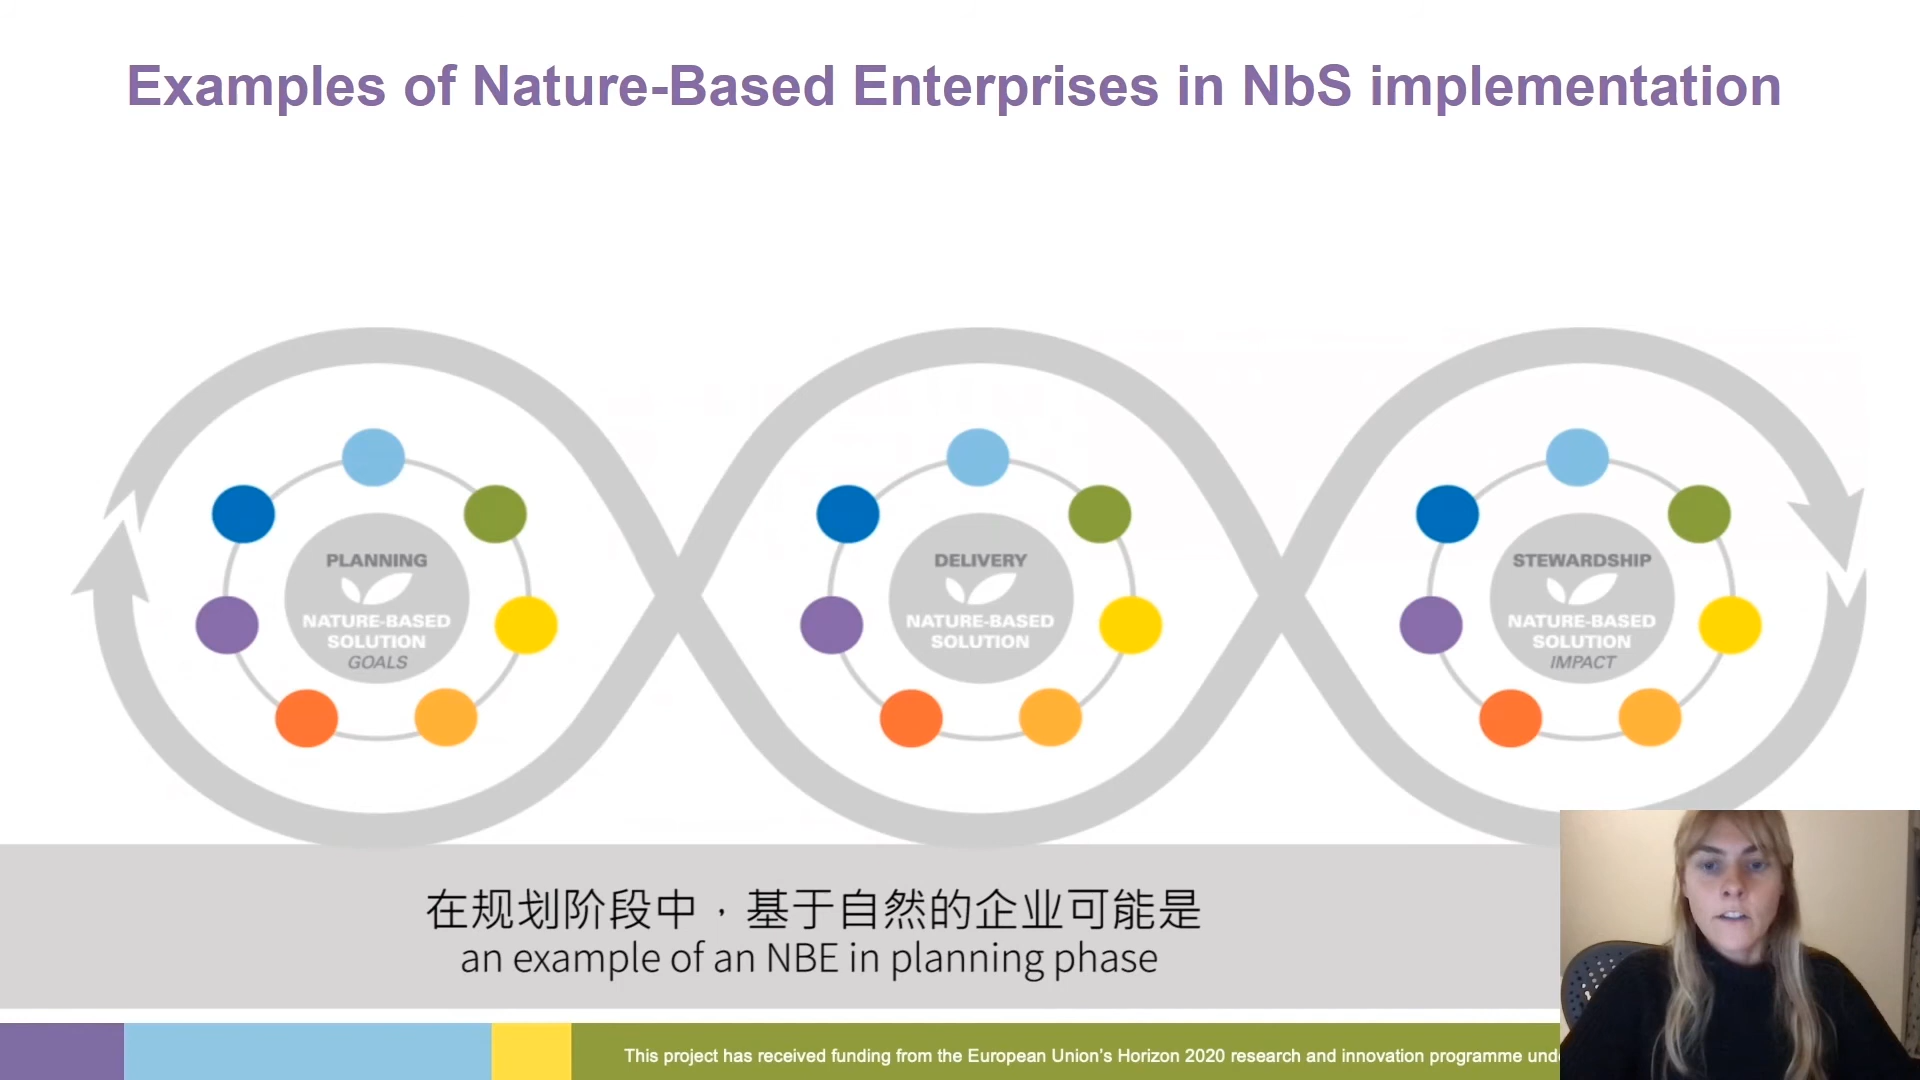 Examples of Nature-Based Enterprises in NbS implementation
PLANNING
NATURE-BASED
SOLUTION
GOALS
DELIVERY
NATURE-BASED
SOLUTION
STEWARDSHIP
NATURE-BASED
SOLUTION
IMPACT
在规划阶段中，基于自然的企业可能是
an example of an NBE in planning phase
This project has received funding from the European Union’s Horizon 2020 research and innovation programme